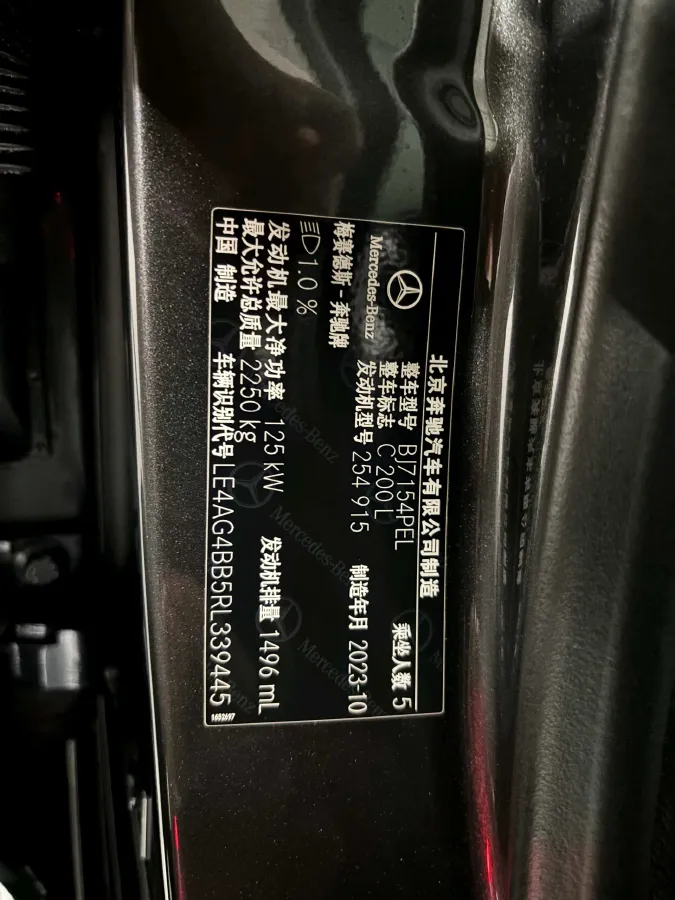 北京奔驰汽车有限公司制造
Mercedes-Benz
整车型号 BJ7154PEL
乘坐人数 5
整车标志 C 200 L
梅赛德斯-奔驰牌
发动机型号 254 915
制造年月 2023-10
1.0 %
发动机最大净功率 125 kW
发动机排量 1496 mL
最大允许总质量 2250 kg
中国 制造
车辆识别代号 LE4AG4BB5RL339445